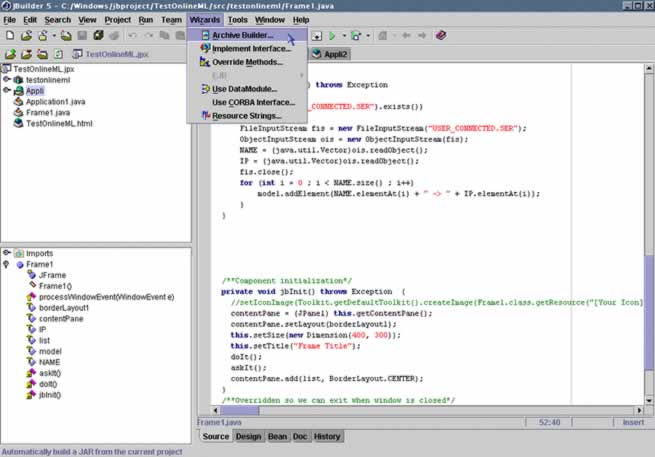 JBuilder 5 - C:/Windows/jbproject/TestOnlineML/src/testonlineml/Frame1.java
File Edit Search View Project Run Team Wizards Tools Window Help
TestOnlineML.jpx
Archive Builder...
Implement Interface...
Override Methods...
EJB
Use DataModule...
Use CORBA Interface...
Resource Strings...
Appli2
TestOnlineML.jpx
testonlineml
Appli
Application1.java
Frame1.java
TestOnlineML.html
() throws Exception
_CONNECTED.SER").exists())
FileInputStream fis = new FileInputStream("USER_CONNECTED.SER");
ObjectInputStream ois = new ObjectInputStream(fis);
NAME = (java.util.Vector)ois.readObject();
IP = (java.util.Vector)ois.readObject();
fis.close();
for (int i = 0 ; i < NAME.size() ; i++)
model.addElement(NAME.elementAt(i) + " -> " + IP.elementAt(i));
}
}
/**Component initialization*/
private void jbInit() throws Exception {
//setIconImage(Toolkit.getDefaultToolkit().createImage(Frame1.class.getResource("[Your Icon]
contentPane = (JPanel) this.getContentPane();
contentPane.setLayout(borderLayout1);
this.setSize(new Dimension(400, 300));
this.setTitle("Frame Title");
doIt();
askIt();
contentPane.add(list, BorderLayout.CENTER);
}
/**Overridden so we can exit when window is closed*/
Imports
Frame1
JFrame
Frame1()
processWindowEvent(WindowEvent e)
borderLayout1
contentPane
IP
list
model
NAME
askIt()
doIt()
jbInit()
Frame1.java 52:40 Insert
Source Design Bean Doc History
Automatically build a JAR from the current project